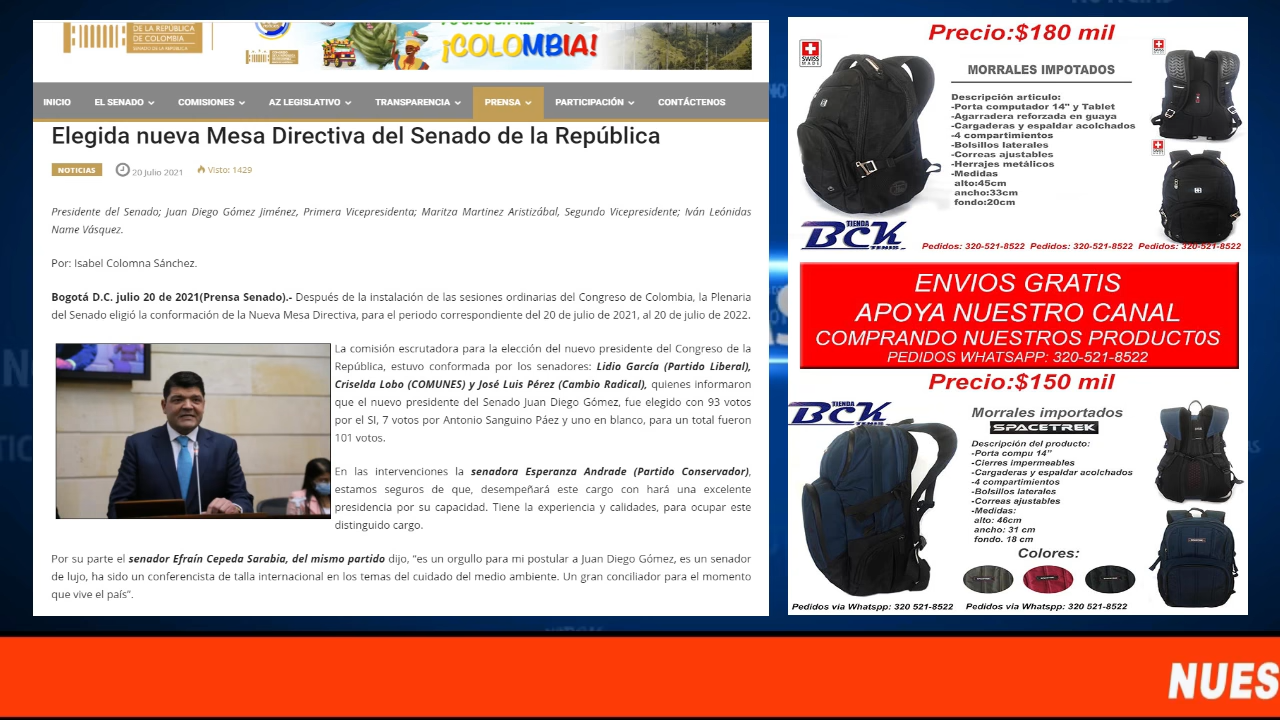 DE LA REPÚBLICA
DE COLOMBIA
SENADO DE LA REPÚBLICA
¡COLOMBIA!
INICIO EL SENADO COMISIONES AZ LEGISLATIVO TRANSPARENCIA PRENSA PARTICIPACIÓN CONTÁCTENOS
Elegida nueva Mesa Directiva del Senado de la República
NOTICIAS 20 Julio 2021 Visto: 1429
Presidente del Senado; Juan Diego Gómez Jiménez, Primera Vicepresidenta; Maritza Martinez Aristizábal, Segundo Vicepresidente; Iván Leónidas
Name Vásquez.
Por: Isabel Colomna Sánchez.
Bogotá D.C. julio 20 de 2021(Prensa Senado).- Después de la instalación de las sesiones ordinarias del Congreso de Colombia, la Plenaria
del Senado eligió la conformación de la Nueva Mesa Directiva, para el periodo correspondiente del 20 de julio de 2021, al 20 de julio de 2022.
La comisión escrutadora para la elección del nuevo presidente del Congreso de la
República, estuvo conformada por los senadores: Lidio García (Partido Liberal),
Criselda Lobo (COMUNES) y José Luis Pérez (Cambio Radical), quienes informaron
que el nuevo presidente del Senado Juan Diego Gómez, fue elegido con 93 votos
por el SI, 7 votos por Antonio Sanguino Páez y uno en blanco, para un total fueron
101 votos.
En las intervenciones la senadora Esperanza Andrade (Partido Conservador),
estamos seguros de que, desempeñará este cargo con hará una excelente
presidencia por su capacidad. Tiene la experiencia y calidades, para ocupar este
distinguido cargo.
Por su parte el senador Efraín Cepeda Sarabia, del mismo partido dijo, “es un orgullo para mi postular a Juan Diego Gómez, es un senador
de lujo, ha sido un conferencista de talla internacional en los temas del cuidado del medio ambiente. Un gran conciliador para el momento
que vive el país”.
Precio:$180 mil
SWISS
MADE
MORRALES IMPOTADOS
Descripción articulo:
-Porta computador 14" y Tablet
-Agarradera reforzada en guaya
-Cargaderas y espaldar acolchados
-4 compartimientos
-Bolsillos laterales
-Correas ajustables
-Herrajes metálicos
-Medidas
alto:45cm
ancho:33cm
fondo:20cm
TIENDA
BCK
TENIS
Pedidos: 320-521-8522 Pedidos: 320-521-8522 Pedidos: 320-521-8522
ENVIOS GRATIS
APOYA NUESTRO CANAL
COMPRANDO NUESTROS PRODUCT0S
PEDIDOS WHATSAPP: 320-521-8522
Precio:$150 mil
TIENDA
BCK
TENIS
Morrales importados
SPACETREK
Descripción del producto:
-Porta compu 14"
-Cierres impermeables
-Cargaderas y espaldar acolchados
-4 compartimientos
-Bolsillos laterales
-Correas ajustables
-Medidas:
alto: 46cm
ancho: 31 cm
fondo. 18 cm
Colores:
Pedidos via Whatspp: 320 521-8522 Pedidos via Whatspp: 320 521-8522
NUES